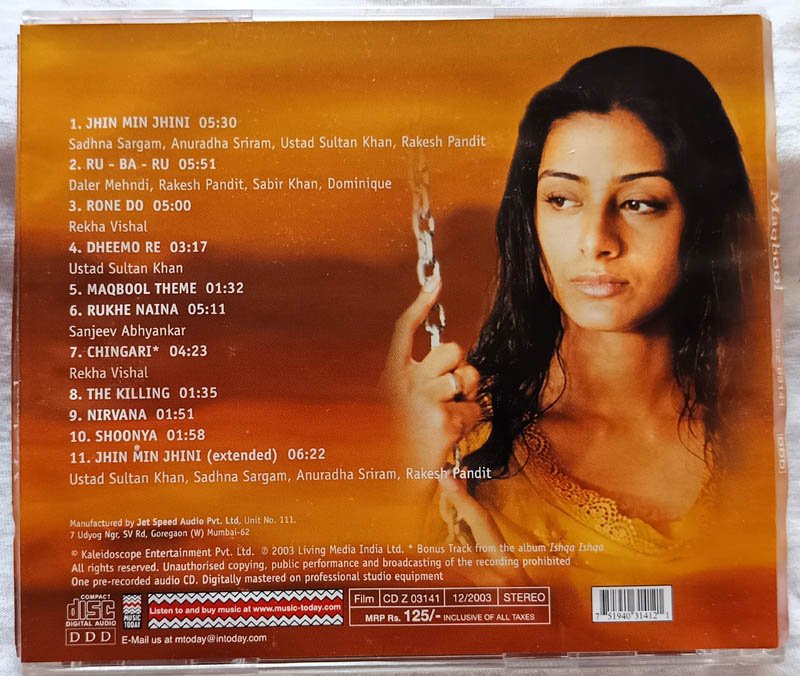 1. JHIN MIN JHINI 05:30
Sadhna Sargam, Anuradha Sriram, Ustad Sultan Khan, Rakesh Pandit
2. RU - BA - RU 05:51
Daler Mehndi, Rakesh Pandit, Sabir Khan, Dominique
3. RONE DO 05:00
Rekha Vishal
4. DHEEMO RE 03:17
Ustad Sultan Khan
5. MAQBOOL THEME 01:32
6. RUKHE NAINA 05:11
Sanjeev Abhyankar
7. CHINGARI* 04:23
Rekha Vishal
8. THE KILLING 01:35
9. NIRVANA 01:51
10. SHOONYA 01:58
11. JHIN MIN JHINI (extended) 06:22
Ustad Sultan Khan, Sadhna Sargam, Anuradha Sriram, Rakesh Pandit
Manufactured by Jet Speed Audio Pvt. Ltd, Unit No. 111,
7 Udyog Ngr, SV Rd, Goregaon (W) Mumbai-62
© Kaleidoscope Entertainment Pvt. Ltd. ℗ 2003 Living Media India Ltd. * Bonus Track from the album Ishqa Ishqa
All rights reserved. Unauthorised copying, public performance and broadcasting of the recording prohibited
One pre-recorded audio CD. Digitally mastered on professional studio equipment
COMPACT
disc
DIGITAL AUDIO
DDD
MUSIC
TODAY
Listen to and buy music at www.music-today.com
E-Mail us at mtoday@intoday.com
Film CD Z 03141 12/2003 STEREO
MRP Rs. 125/- INCLUSIVE OF ALL TAXES
7 51940 31412 1
Maqbool CD Z 03141